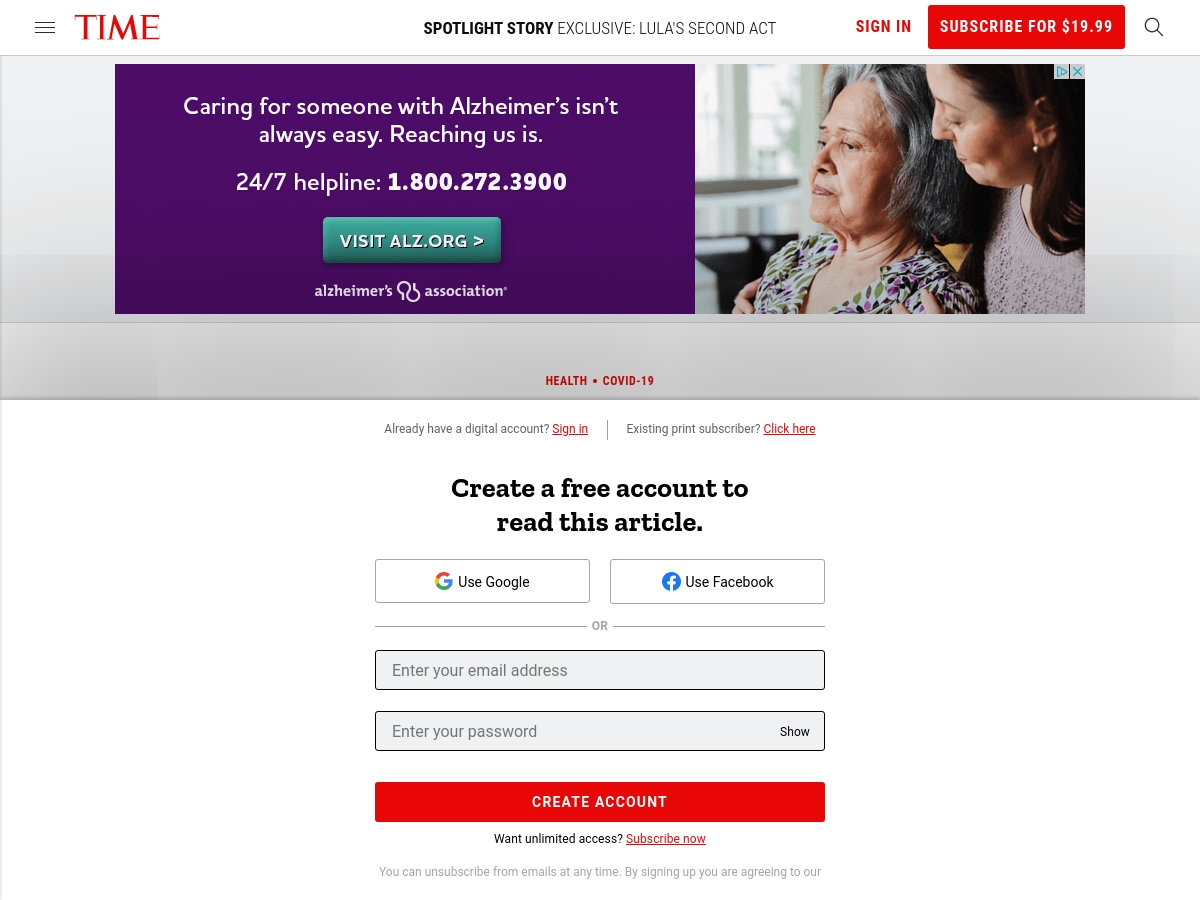 TIME
SPOTLIGHT STORY EXCLUSIVE: LULA'S SECOND ACT
SIGN IN
SUBSCRIBE FOR $19.99
Caring for someone with Alzheimer's isn't
always easy. Reaching us is.
24/7 helpline: 1.800.272.3900
VISIT ALZ.ORG >
alzheimer's association®
HEALTH • COVID-19
Already have a digital account? Sign in
Existing print subscriber? Click here
Create a free account to
read this article.
Use Google
Use Facebook
OR
Enter your email address
Enter your password
Show
CREATE ACCOUNT
Want unlimited access? Subscribe now
You can unsubscribe from emails at any time. By signing up you are agreeing to our